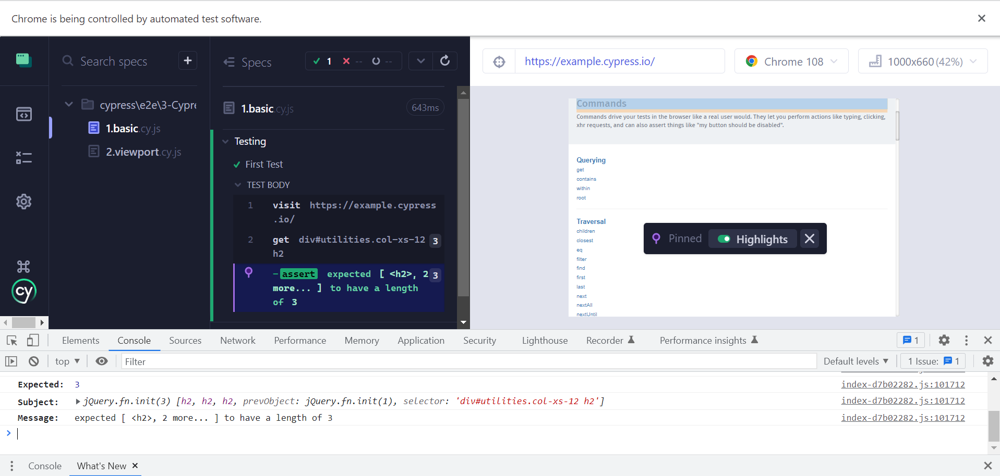 Chrome is being controlled by automated test software.
Search specs
cypress\e2e\3-Cypre
1.basic.cy.js
2.viewport.cy.js
cy
Specs
1
--
--
1.basic.cy.js
643ms
Testing
First Test
TEST BODY
1 visit https://example.cypress
.io/
2 get div#utilities.col-xs-12 3
h2
-assert expected [ <h2>, 2 3
more... ] to have a length
of 3
https://example.cypress.io/
Chrome 108
1000x660 (42%)
Commands
Commands drive your tests in the browser like a real user would. They let you perform actions like typing, clicking,
xhr requests, and can also assert things like "my button should be disabled".
Querying
get
contains
within
root
Traversal
children
closest
eq
filter
find
first
last
next
nextAll
nextUntil
Pinned
Highlights
Elements Console Sources Network Performance Memory Application Security Lighthouse Recorder Performance insights 1
top Filter Default levels 1 Issue: 1
Expected: 3 index-d7b02282.js:101712
Subject: jQuery.fn.init(3) [h2, h2, h2, prevObject: jQuery.fn.init(1), selector: 'div#utilities.col-xs-12 h2'] index-d7b02282.js:101712
Message: expected [ <h2>, 2 more... ] to have a length of 3 index-d7b02282.js:101712
>
Console What's New